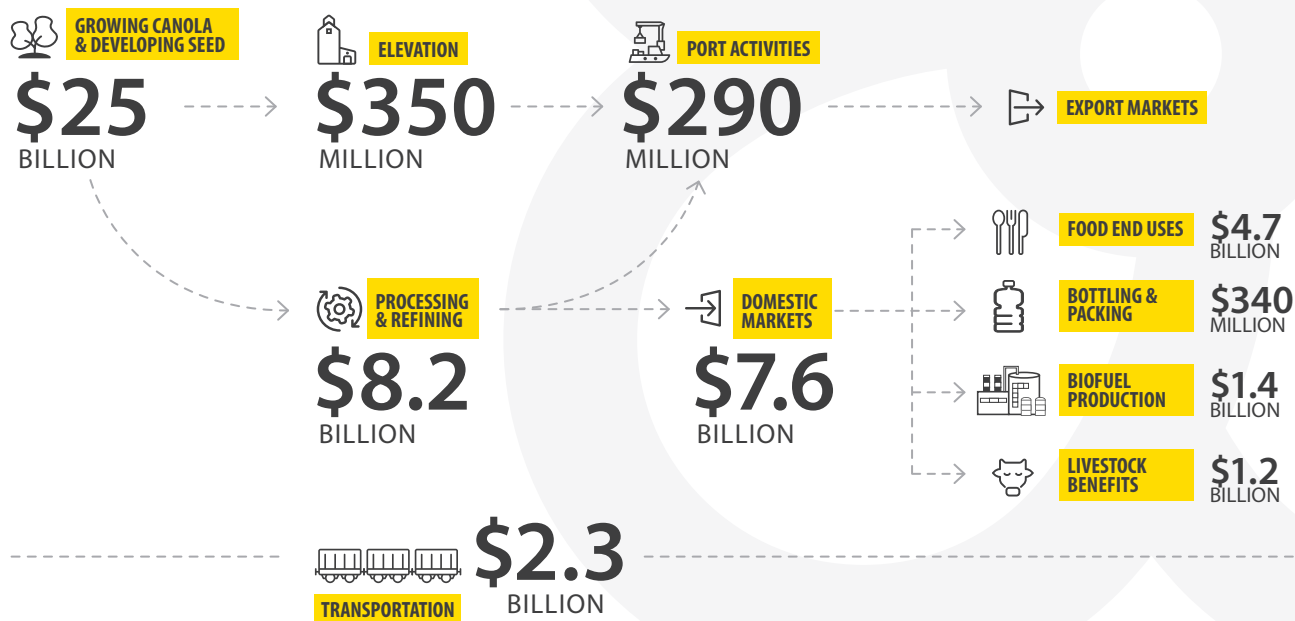 GROWING CANOLA
& DEVELOPING SEED
$25
BILLION
ELEVATION
$350
MILLION
PORT ACTIVITIES
$290
MILLION
EXPORT MARKETS
PROCESSING
& REFINING
$8.2
BILLION
DOMESTIC
MARKETS
$7.6
BILLION
FOOD END USES
$4.7
BILLION
BOTTLING &
PACKING
$340
MILLION
BIOFUEL
PRODUCTION
$1.4
BILLION
LIVESTOCK
BENEFITS
$1.2
BILLION
TRANSPORTATION
$2.3
BILLION